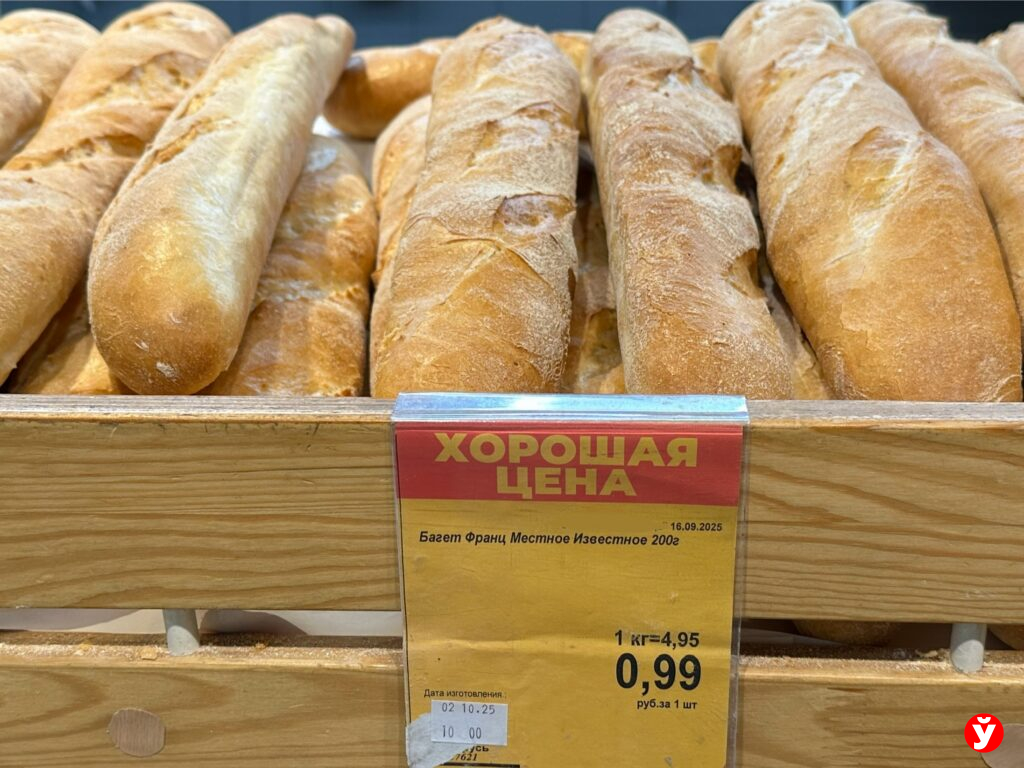 ХОРОШАЯ
ЦЕНА
16.09.2025
Багет Франц Местное Известное 200г
1 кг=4,95
0,99
руб.за 1 шт
Дата изготовления:
02 10.25
10 00
7621
Ў